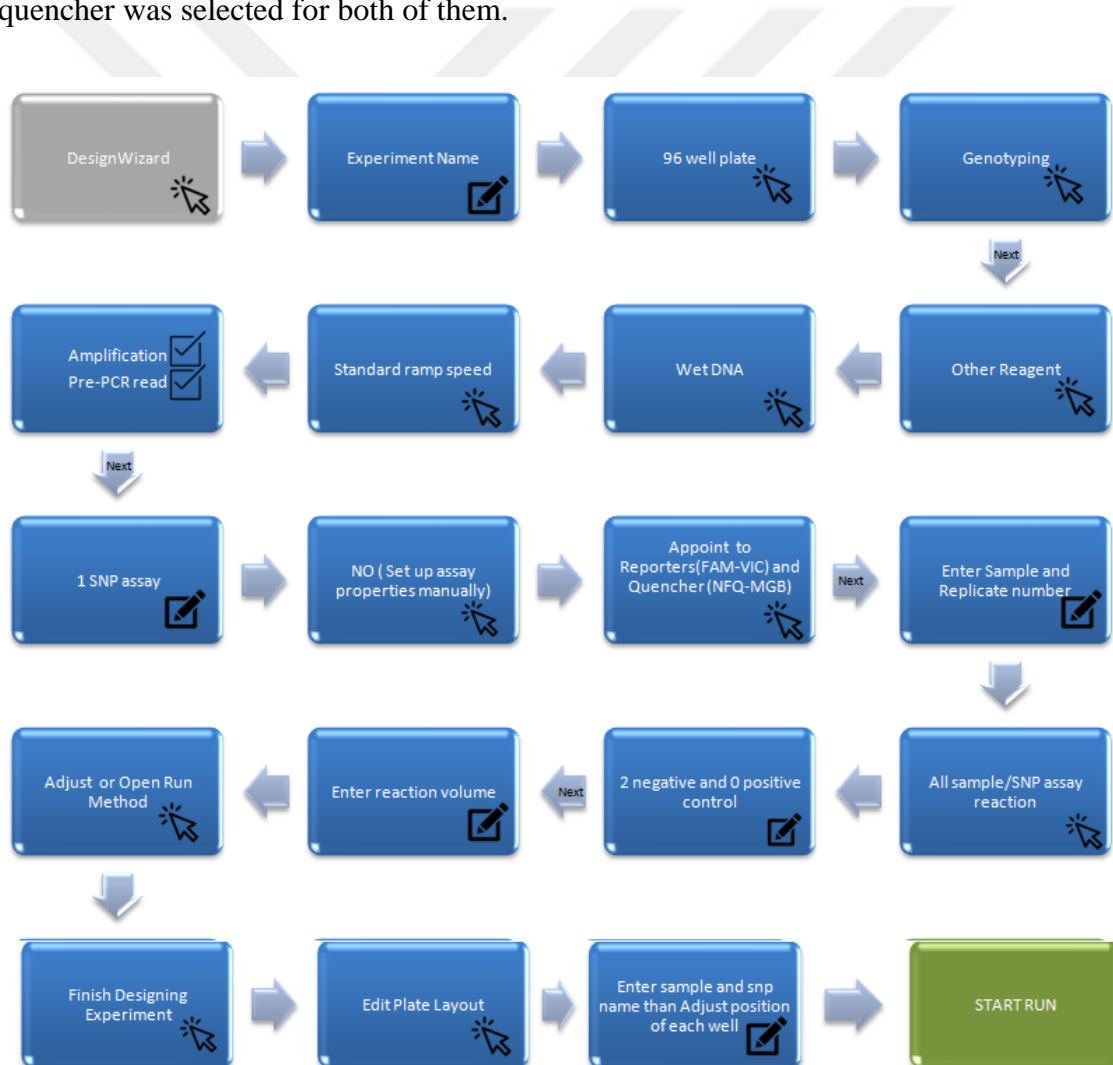 quencher was selected for both of them.
DesignWizard
Experiment Name
96 well plate
Genotyping
Next
Other Reagent
Wet DNA
Standard ramp speed
Amplification
Pre-PCR read
Next
1 SNP assay
NO ( Set up assay
properties manually)
Appoint to
Reporters(FAM-VIC) and
Quencher (NFQ-MGB)
Next
Enter Sample and
Replicate number
All sample/SNP assay
reaction
2 negative and 0 positive
control
Next
Enter reaction volume
Adjust or Open Run
Method
Finish Designing
Experiment
Edit Plate Layout
Enter sample and snp
name than Adjust position
of each well
START RUN